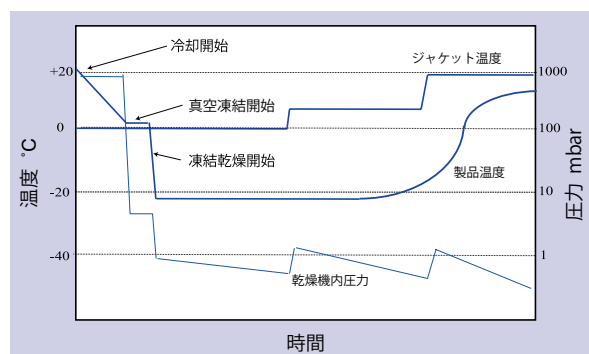 冷却開始
ジャケット温度
+20
1000
真空凍結開始
0
100
凍結乾燥開始
製品温度
温度 ℃
圧力 mbar
-20
10
-40
1
乾燥機内圧力
時間